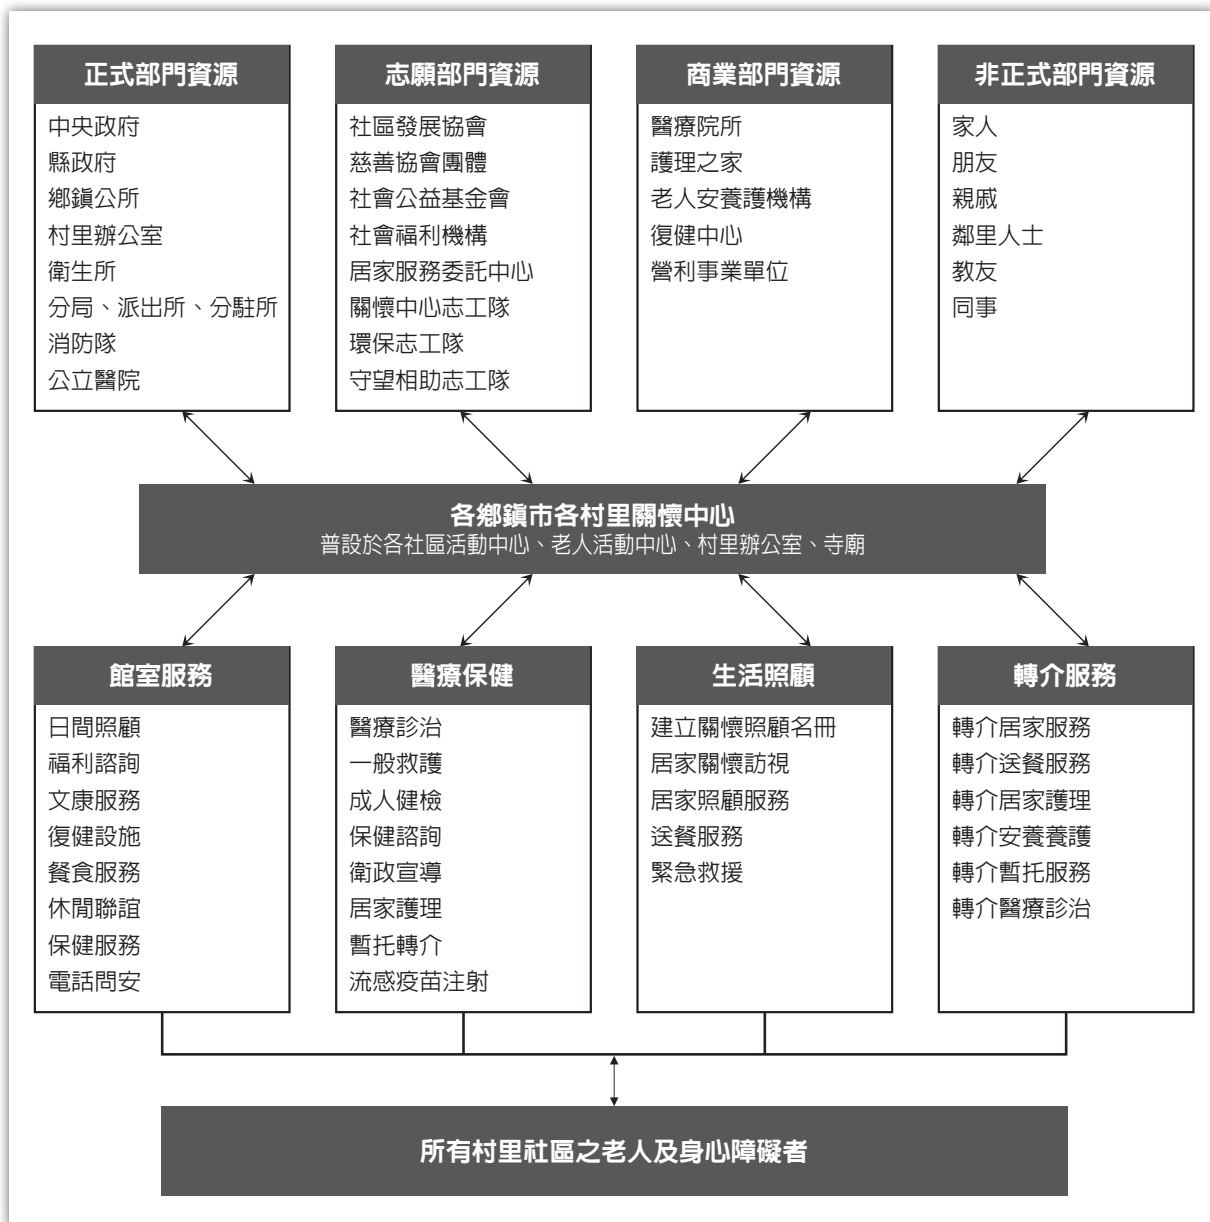 正式部門資源
中央政府
縣政府
鄉鎮公所
村里辦公室
衛生所
分局、派出所、分駐所
消防隊
公立醫院
志願部門資源
社區發展協會
慈善協會團體
社會公益基金會
社會福利機構
居家服務委託中心
關懷中心志工隊
環保志工隊
守望相助志工隊
商業部門資源
醫療院所
護理之家
老人安養護機構
復健中心
營利事業單位
非正式部門資源
家人
朋友
親戚
鄰里人士
教友
同事
各鄉鎮市各村里關懷中心
普設於各社區活動中心、老人活動中心、村里辦公室、寺廟
館室服務
日間照顧
福利諮詢
文康服務
復健設施
餐食服務
休閒聯誼
保健服務
電話問安
醫療保健
醫療診治
一般救護
成人健檢
保健諮詢
衛政宣導
居家護理
暫托轉介
流感疫苗注射
生活照顧
建立關懷照顧名冊
居家關懷訪視
居家照顧服務
送餐服務
緊急救援
轉介服務
轉介居家服務
轉介送餐服務
轉介居家護理
轉介安養養護
轉介暫托服務
轉介醫療診治
所有村里社區之老人及身心障礙者